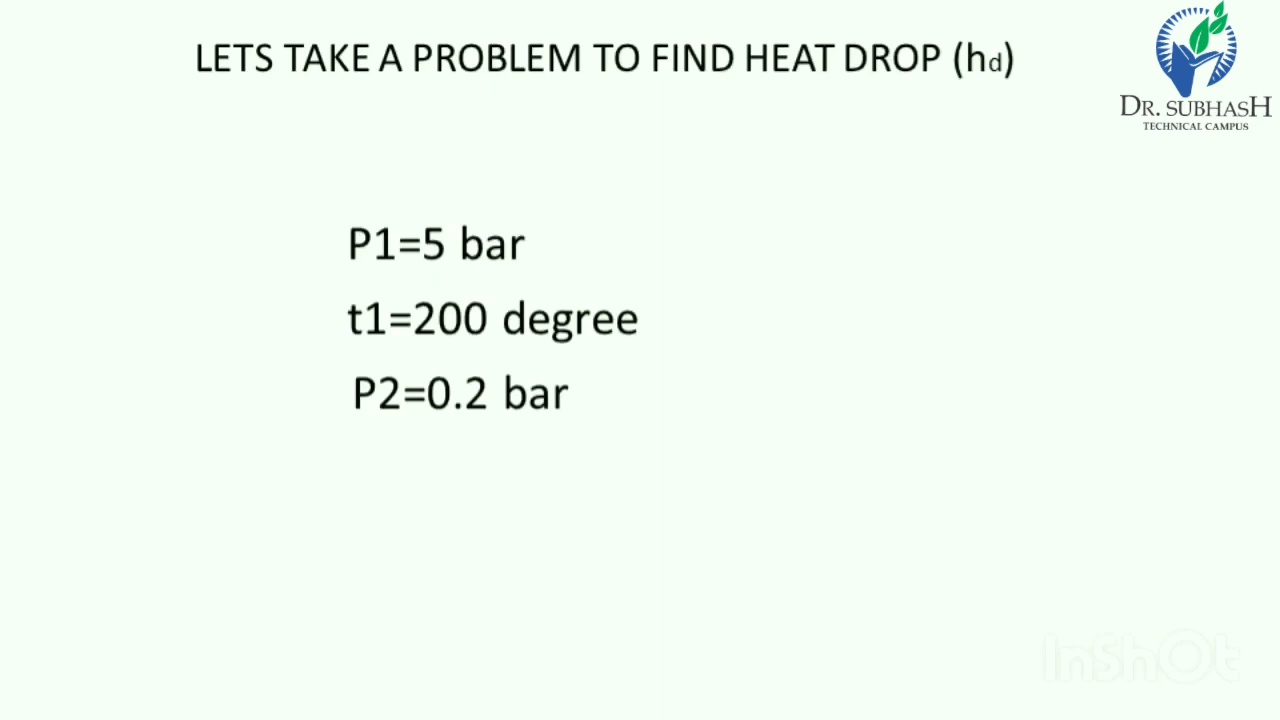 LETS TAKE A PROBLEM TO FIND HEAT DROP (hd)
DR. SUBHASH
TECHNICAL CAMPUS
P1=5 bar
t1=200 degree
P2=0.2 bar
InShOt